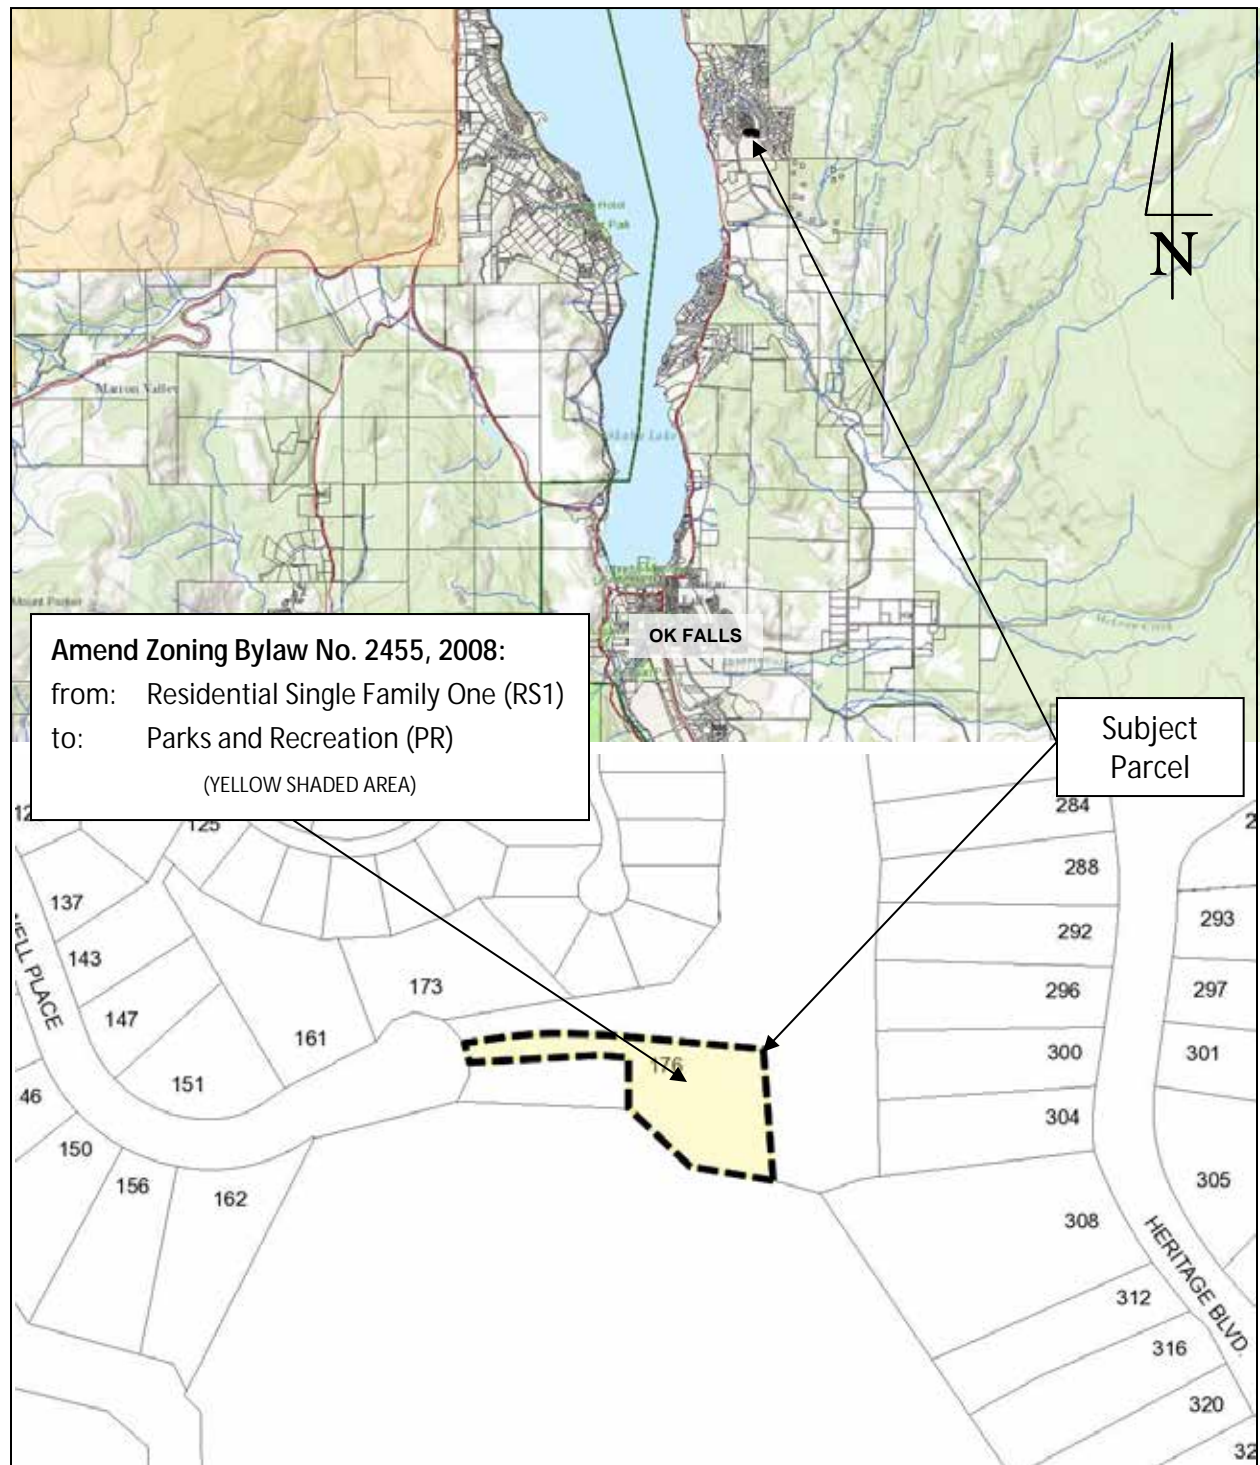 N
Marron Valley
OK FALLS
Amend Zoning Bylaw No. 2455, 2008:
from: Residential Single Family One (RS1)
to: Parks and Recreation (PR)
(YELLOW SHADED AREA)
Subject
Parcel
125
284
137
288
143
292
293
147
173
296
297
161
176
300
301
151
46
304
150
305
156
162
308
HERITAGE BLVD.
312
316
320
PLACE